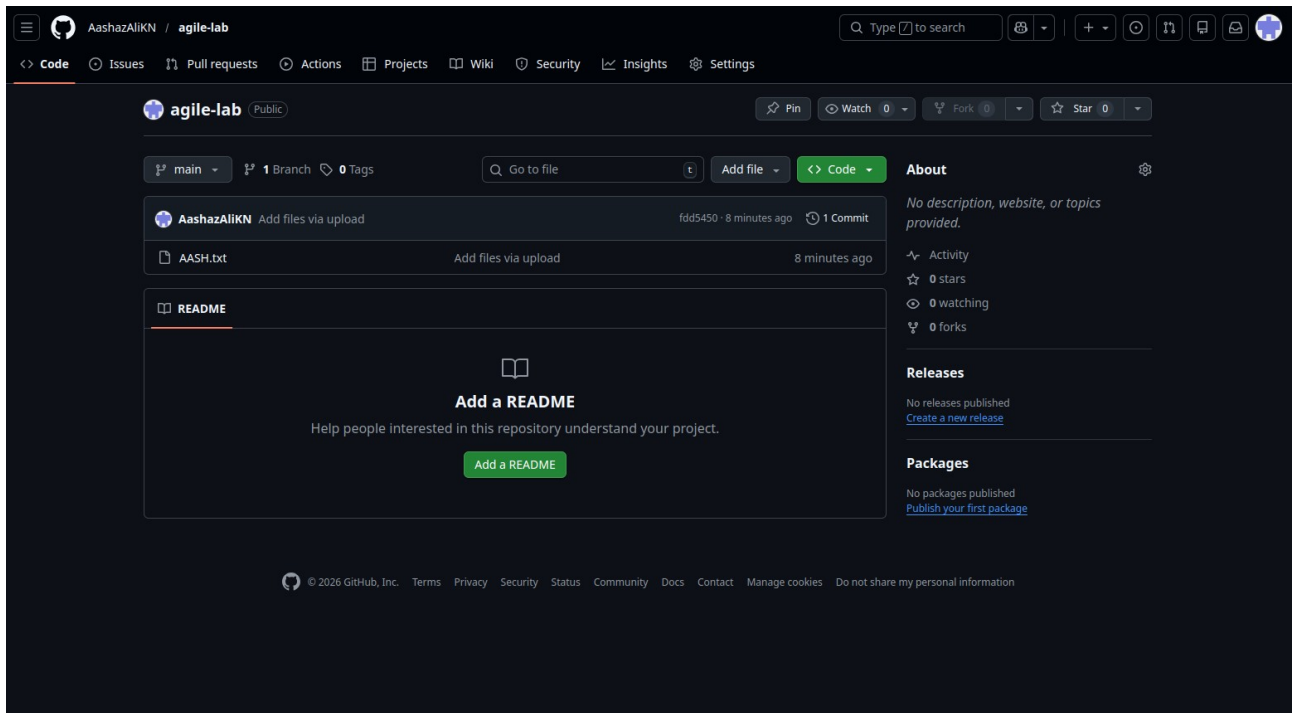 AashazAliKN / agile-lab
Type / to search
Code Issues Pull requests Actions Projects Wiki Security Insights Settings
agile-lab Public
Pin Watch 0 Fork 0 Star 0
main 1 Branch 0 Tags
Go to file t Add file Code
AashazAliKN Add files via upload fdd5450 · 8 minutes ago 1 Commit
AASH.txt Add files via upload 8 minutes ago
README
Add a README
Help people interested in this repository understand your project.
Add a README
About
No description, website, or topics
provided.
Activity
0 stars
0 watching
0 forks
Releases
No releases published
Create a new release
Packages
No packages published
Publish your first package
© 2026 GitHub, Inc. Terms Privacy Security Status Community Docs Contact Manage cookies Do not share my personal information